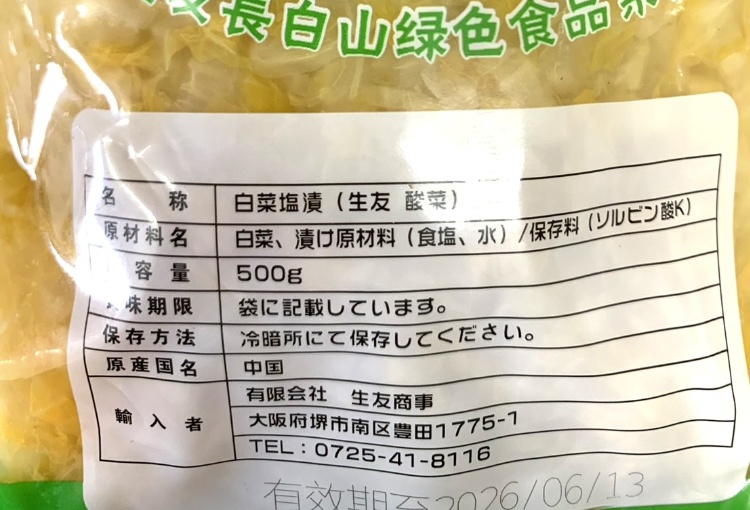 長白山绿色食品
名 称 白菜塩漬（生友 酸菜）
原材料名 白菜、漬け原材料（食塩、水）/保存料（ソルビン酸K）
容量 500g
味期限 袋に記載しています。
保存方法 冷暗所にて保存してください。
原産国名 中国
輸入者 有限会社 生友商事
大阪府堺市南区豊田1775-1
TEL：0725-41-8116
有效期至2026/06/13